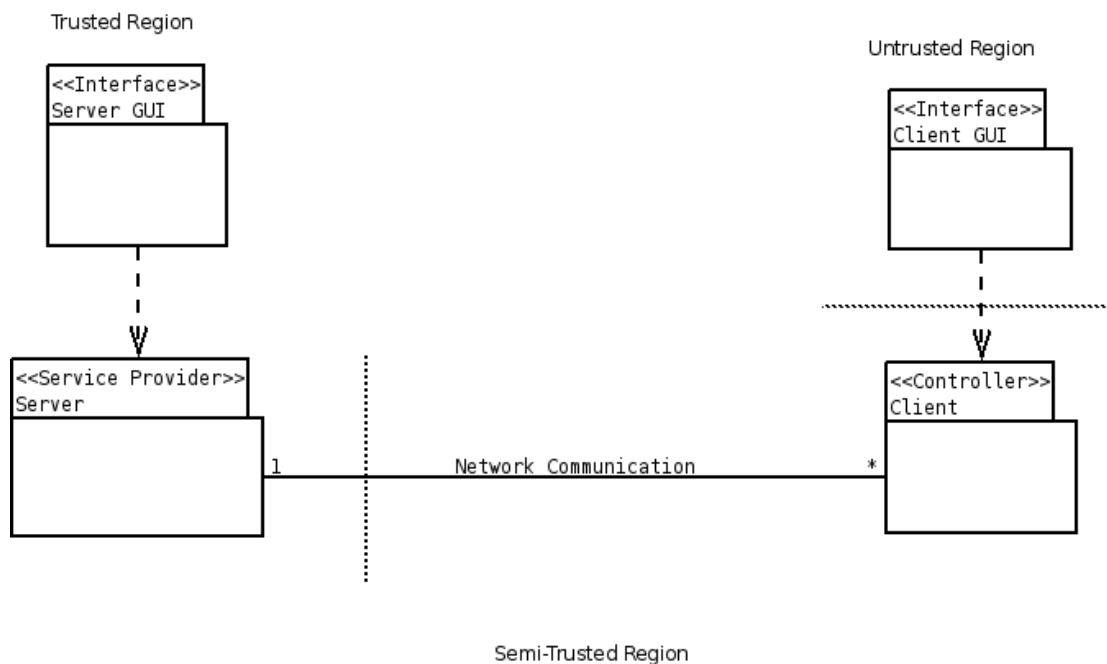 Trusted Region
Untrusted Region
<<Interface>>
Server GUI
<<Interface>>
Client GUI
<<Service Provider>>
Server
<<Controller>>
Client
1
Network Communication
*
Semi-Trusted Region